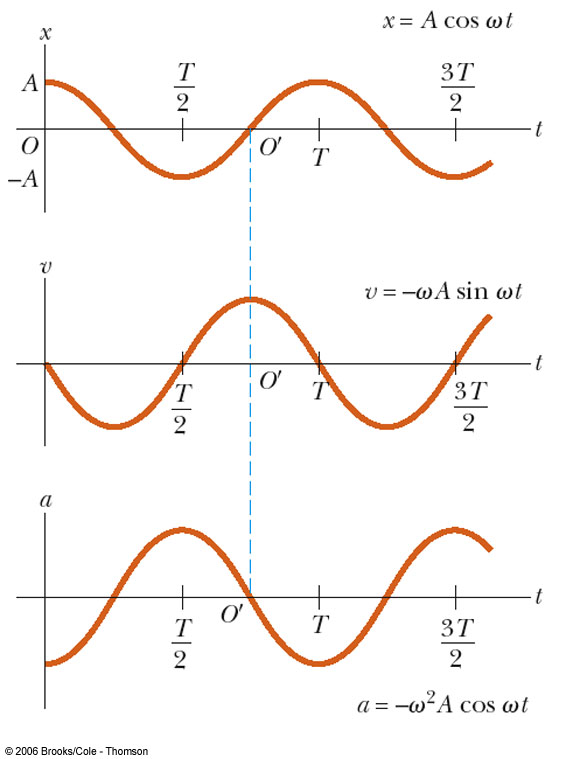 x = A cos ωt
x
A
T/2
3T/2
O
O′
T
t
–A
v
v = –ωA sin ωt
O′
T
t
T/2
3T/2
a
O′
T
t
T/2
3T/2
a = –ω²A cos ωt
© 2006 Brooks/Cole - Thomson